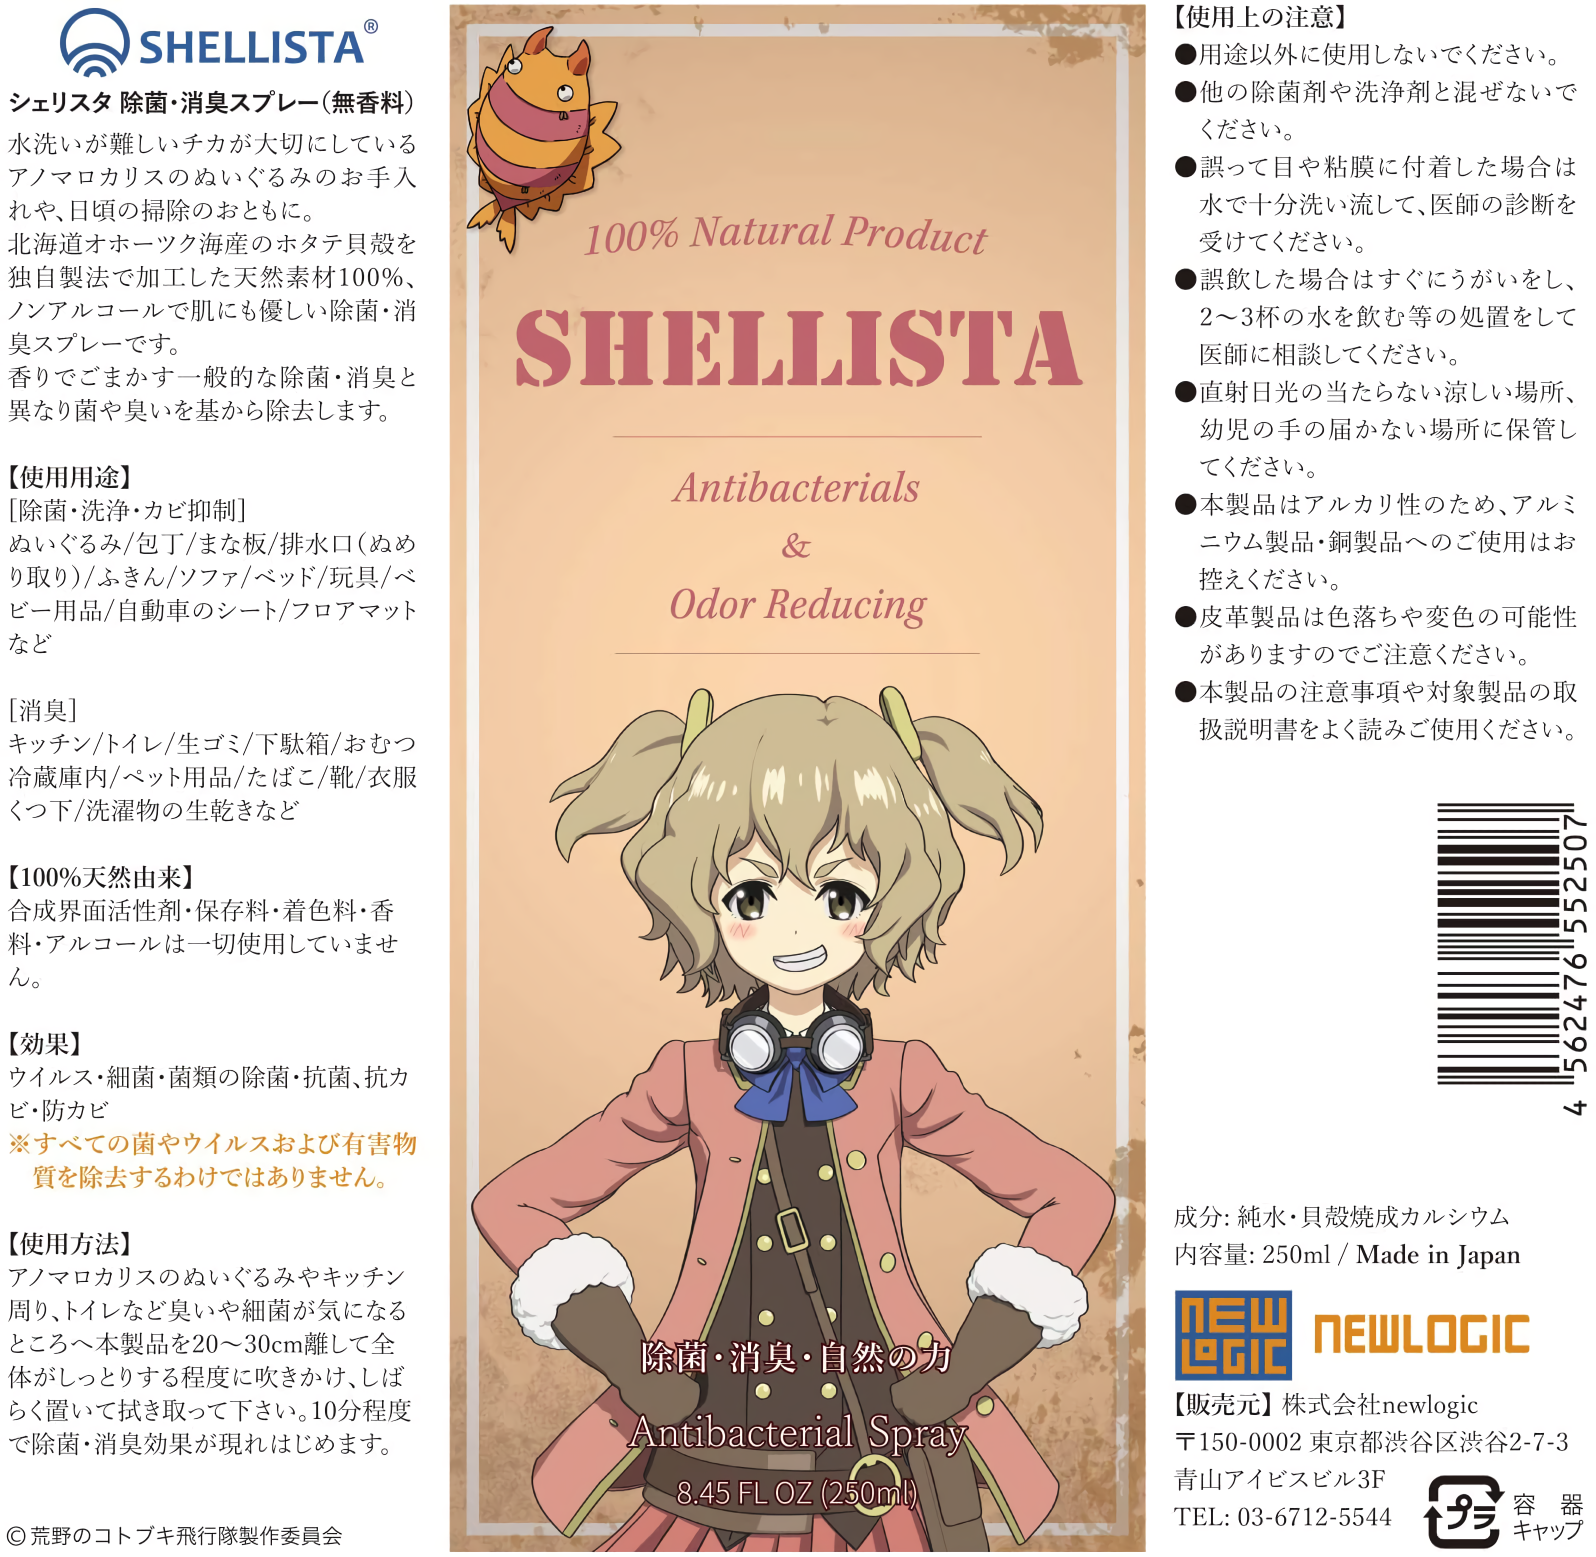 SHELLISTA®
シェリスタ 除菌・消臭スプレー（無香料）
水洗いが難しいチカが大切にしている
アノマロカリスのぬいぐるみのお手入
れや、日頃の掃除のおともに。
北海道オホーツク海産のホタテ貝殻を
独自製法で加工した天然素材100%、
ノンアルコールで肌にも優しい除菌・消
臭スプレーです。
香りでごまかす一般的な除菌・消臭と
異なり菌や臭いを基から除去します。
【使用用途】
［除菌・洗浄・カビ抑制］
ぬいぐるみ/包丁/まな板/排水口（ぬめ
り取り）/ふきん/ソファ/ベッド/玩具/ベ
ビー用品/自動車のシート/フロアマット
など
［消臭］
キッチン/トイレ/生ゴミ/下駄箱/おむつ
冷蔵庫内/ペット用品/たばこ/靴/衣服
くつ下/洗濯物の生乾きなど
【100%天然由来】
合成界面活性剤・保存料・着色料・香
料・アルコールは一切使用していませ
ん。
【効果】
ウイルス・細菌・菌類の除菌・抗菌、抗カ
ビ・防カビ
※すべての菌やウイルスおよび有害物
質を除去するわけではありません。
【使用方法】
アノマロカリスのぬいぐるみやキッチン
周り、トイレなど臭いや細菌が気になる
ところへ本製品を20〜30cm離して全
体がしっとりする程度に吹きかけ、しば
らく置いて拭き取って下さい。10分程度
で除菌・消臭効果が現れはじめます。
©荒野のコトブキ飛行隊製作委員会
100% Natural Product
SHELLISTA
Antibacterials
&
Odor Reducing
除菌・消臭・自然の力
Antibacterial Spray
8.45 FL OZ (250ml)
【使用上の注意】
●用途以外に使用しないでください。
●他の除菌剤や洗浄剤と混ぜないで
ください。
●誤って目や粘膜に付着した場合は
水で十分洗い流して、医師の診断を
受けてください。
●誤飲した場合はすぐにうがいをし、
2〜3杯の水を飲む等の処置をして
医師に相談してください。
●直射日光の当たらない涼しい場所、
幼児の手の届かない場所に保管し
てください。
●本製品はアルカリ性のため、アルミ
ニウム製品・銅製品へのご使用はお
控えください。
●皮革製品は色落ちや変色の可能性
がありますのでご注意ください。
●本製品の注意事項や対象製品の取
扱説明書をよく読みご使用ください。
4 562476 552507
成分: 純水・貝殻焼成カルシウム
内容量: 250ml / Made in Japan
NEW
LOGIC
NEWLOGIC
【販売元】株式会社newlogic
〒150-0002 東京都渋谷区渋谷2-7-3
青山アイビスビル3F
TEL: 03-6712-5544
プラ
容 器
キャップ